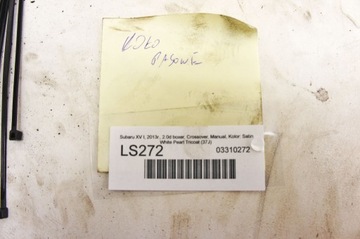 KOŁO
PASOWE
Subaru XV I, 2013r., 2.0d boxer, Crossover, Manual, Kolor: Satin
White Pearl Tricoat (37J)
LS272
03310272